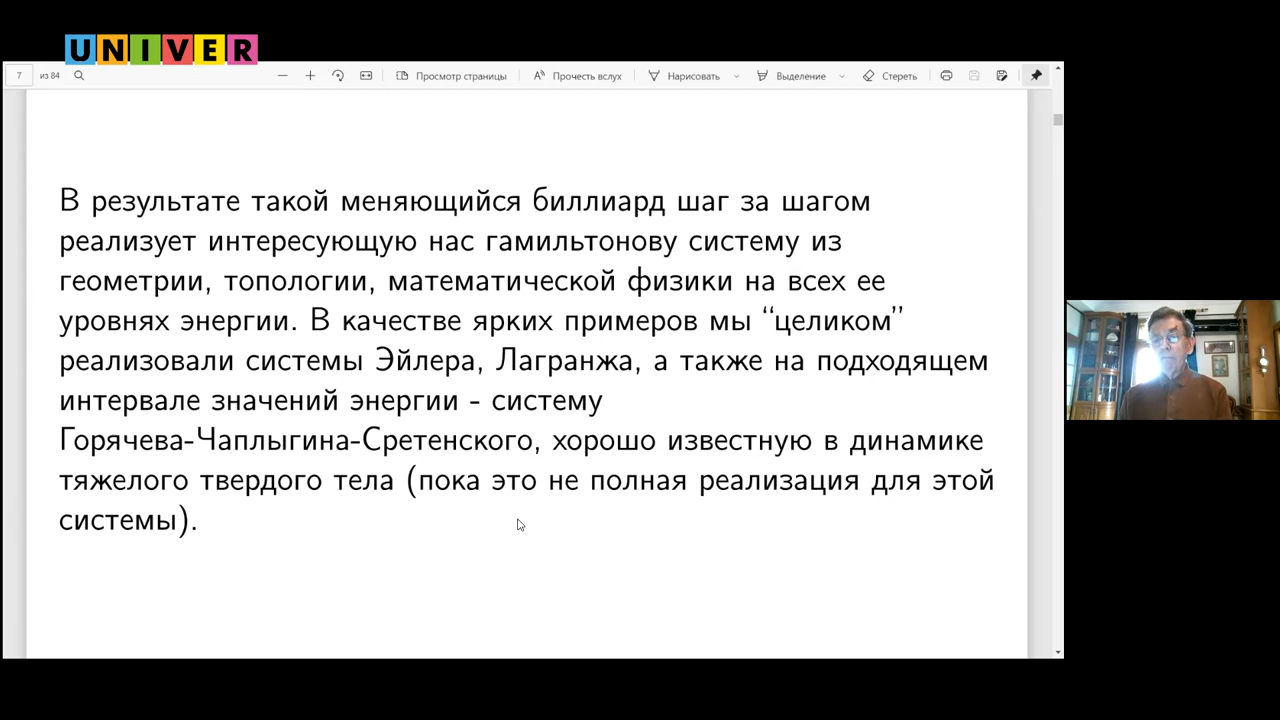 UNIVER
7 из 84 Просмотр страницы Прочесть вслух Нарисовать Выделение Стереть
В результате такой меняющийся биллиард шаг за шагом
реализует интересующую нас гамильтонову систему из
геометрии, топологии, математической физики на всех ее
уровнях энергии. В качестве ярких примеров мы “целиком”
реализовали системы Эйлера, Лагранжа, а также на подходящем
интервале значений энергии - систему
Горячева-Чаплыгина-Сретенского, хорошо известную в динамике
тяжелого твердого тела (пока это не полная реализация для этой
системы).